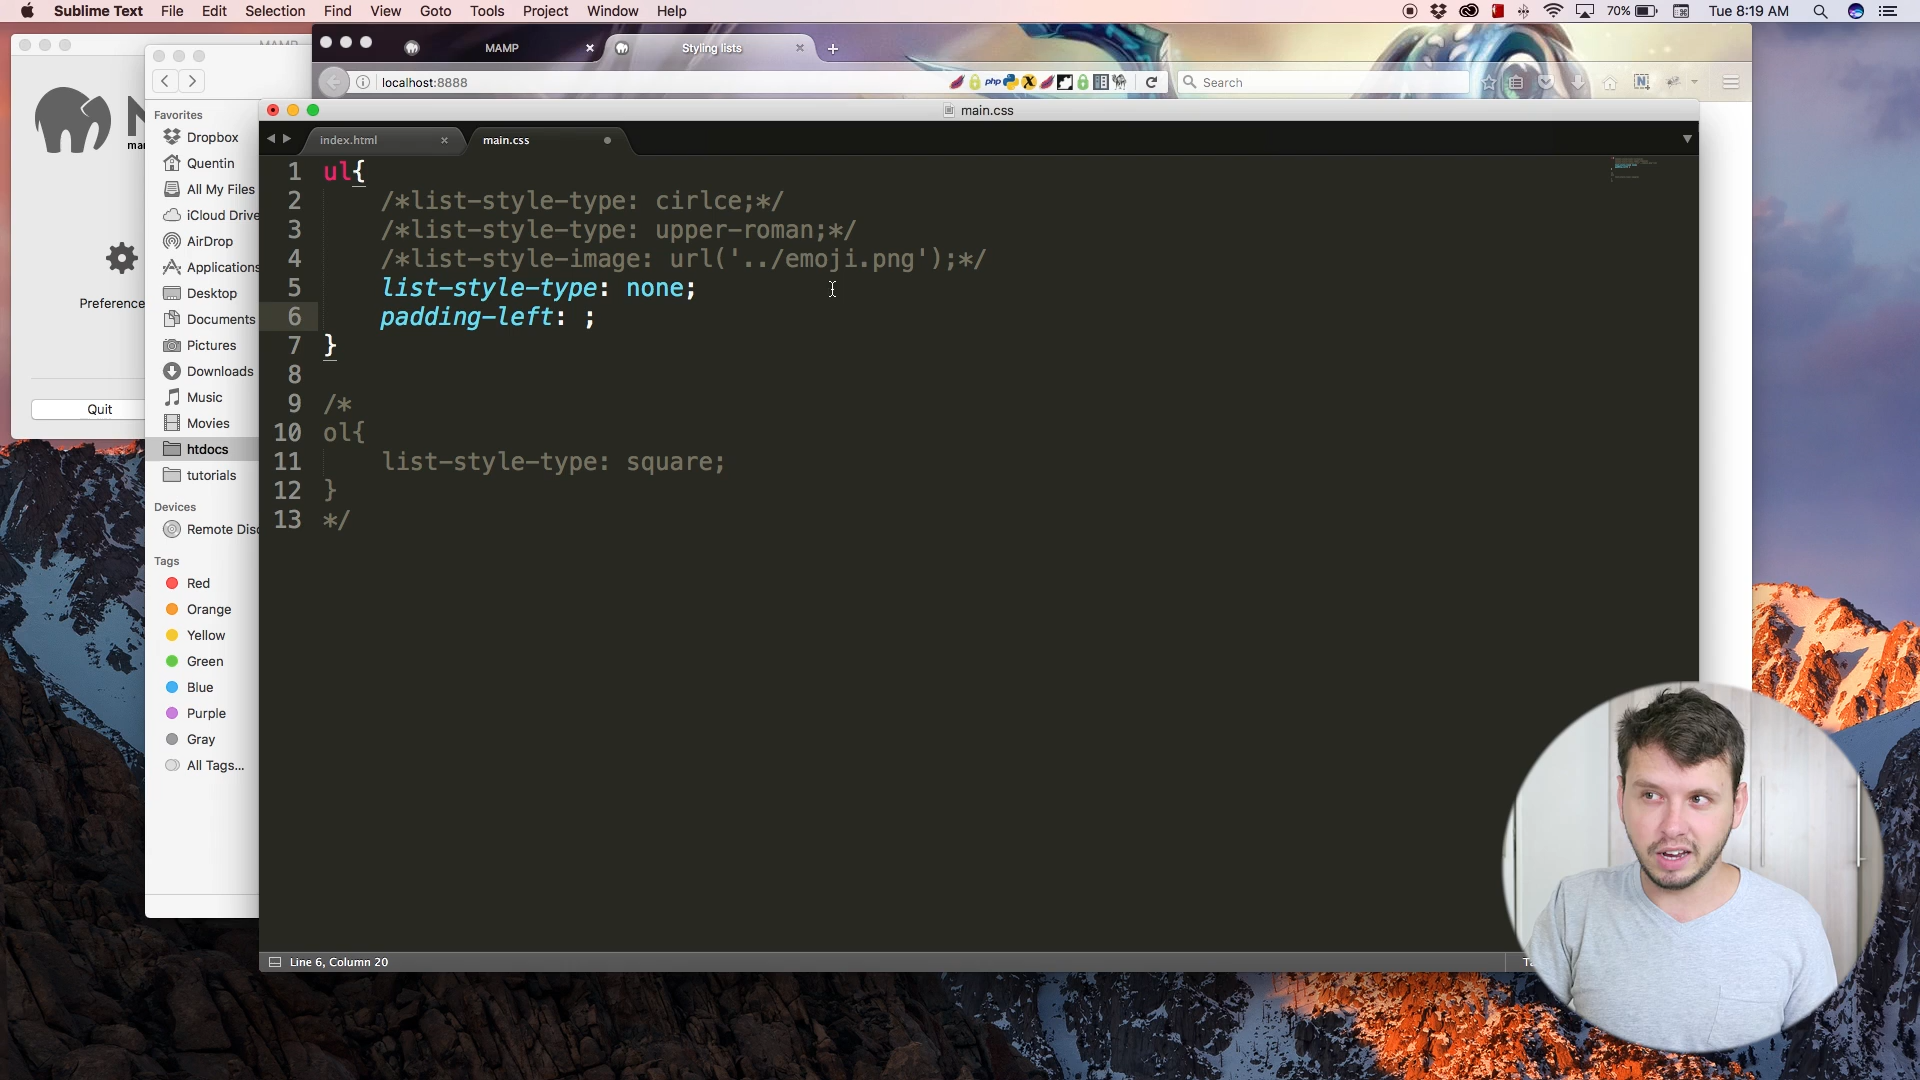 Sublime Text File Edit Selection Find View Goto Tools Project Window Help
70% Tue 8:19 AM
MAMP
Styling lists
localhost:8888
php
Search
main.css
index.html
main.css
1 ul{
2 /*list-style-type: cirlce;*/
3 /*list-style-type: upper-roman;*/
4 /*list-style-image: url('../emoji.png');*/
5 list-style-type: none;
6 padding-left: ;
7 }
8
9 /*
10 ol{
11 list-style-type: square;
12 }
13 */
Line 6, Column 20
Favorites
Dropbox
Quentin
All My Files
iCloud Drive
AirDrop
Applications
Desktop
Documents
Pictures
Downloads
Music
Movies
htdocs
tutorials
Devices
Remote Disc
Tags
Red
Orange
Yellow
Green
Blue
Purple
Gray
All Tags...
Preference
Quit